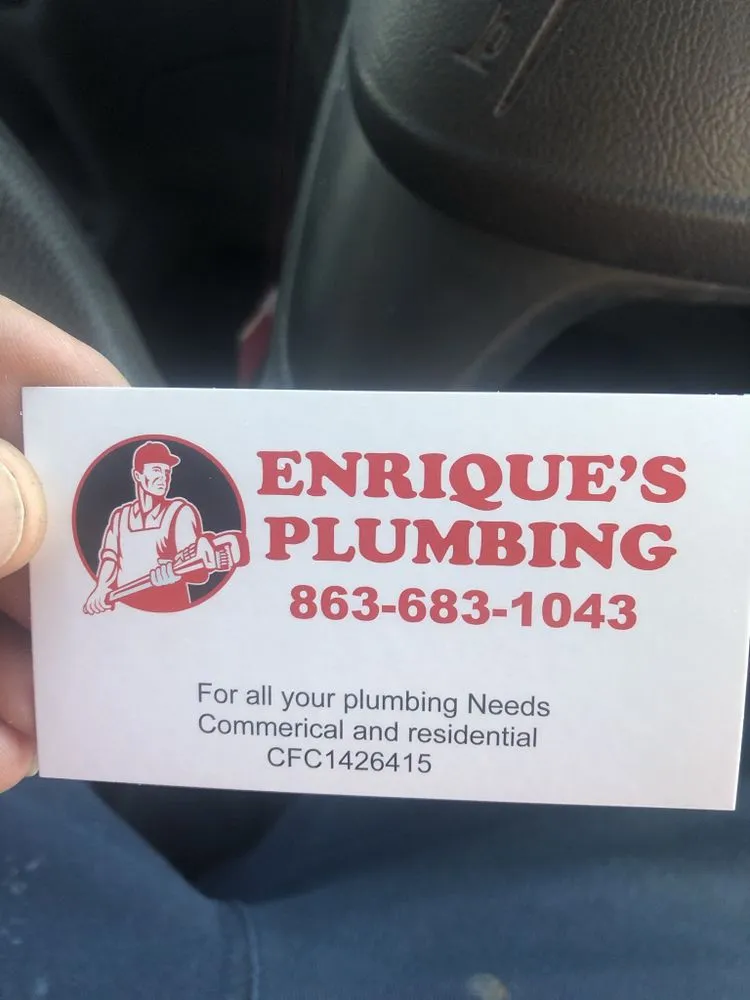 ENRIQUE'S
PLUMBING
863-683-1043
For all your plumbing Needs
Commerical and residential
CFC1426415